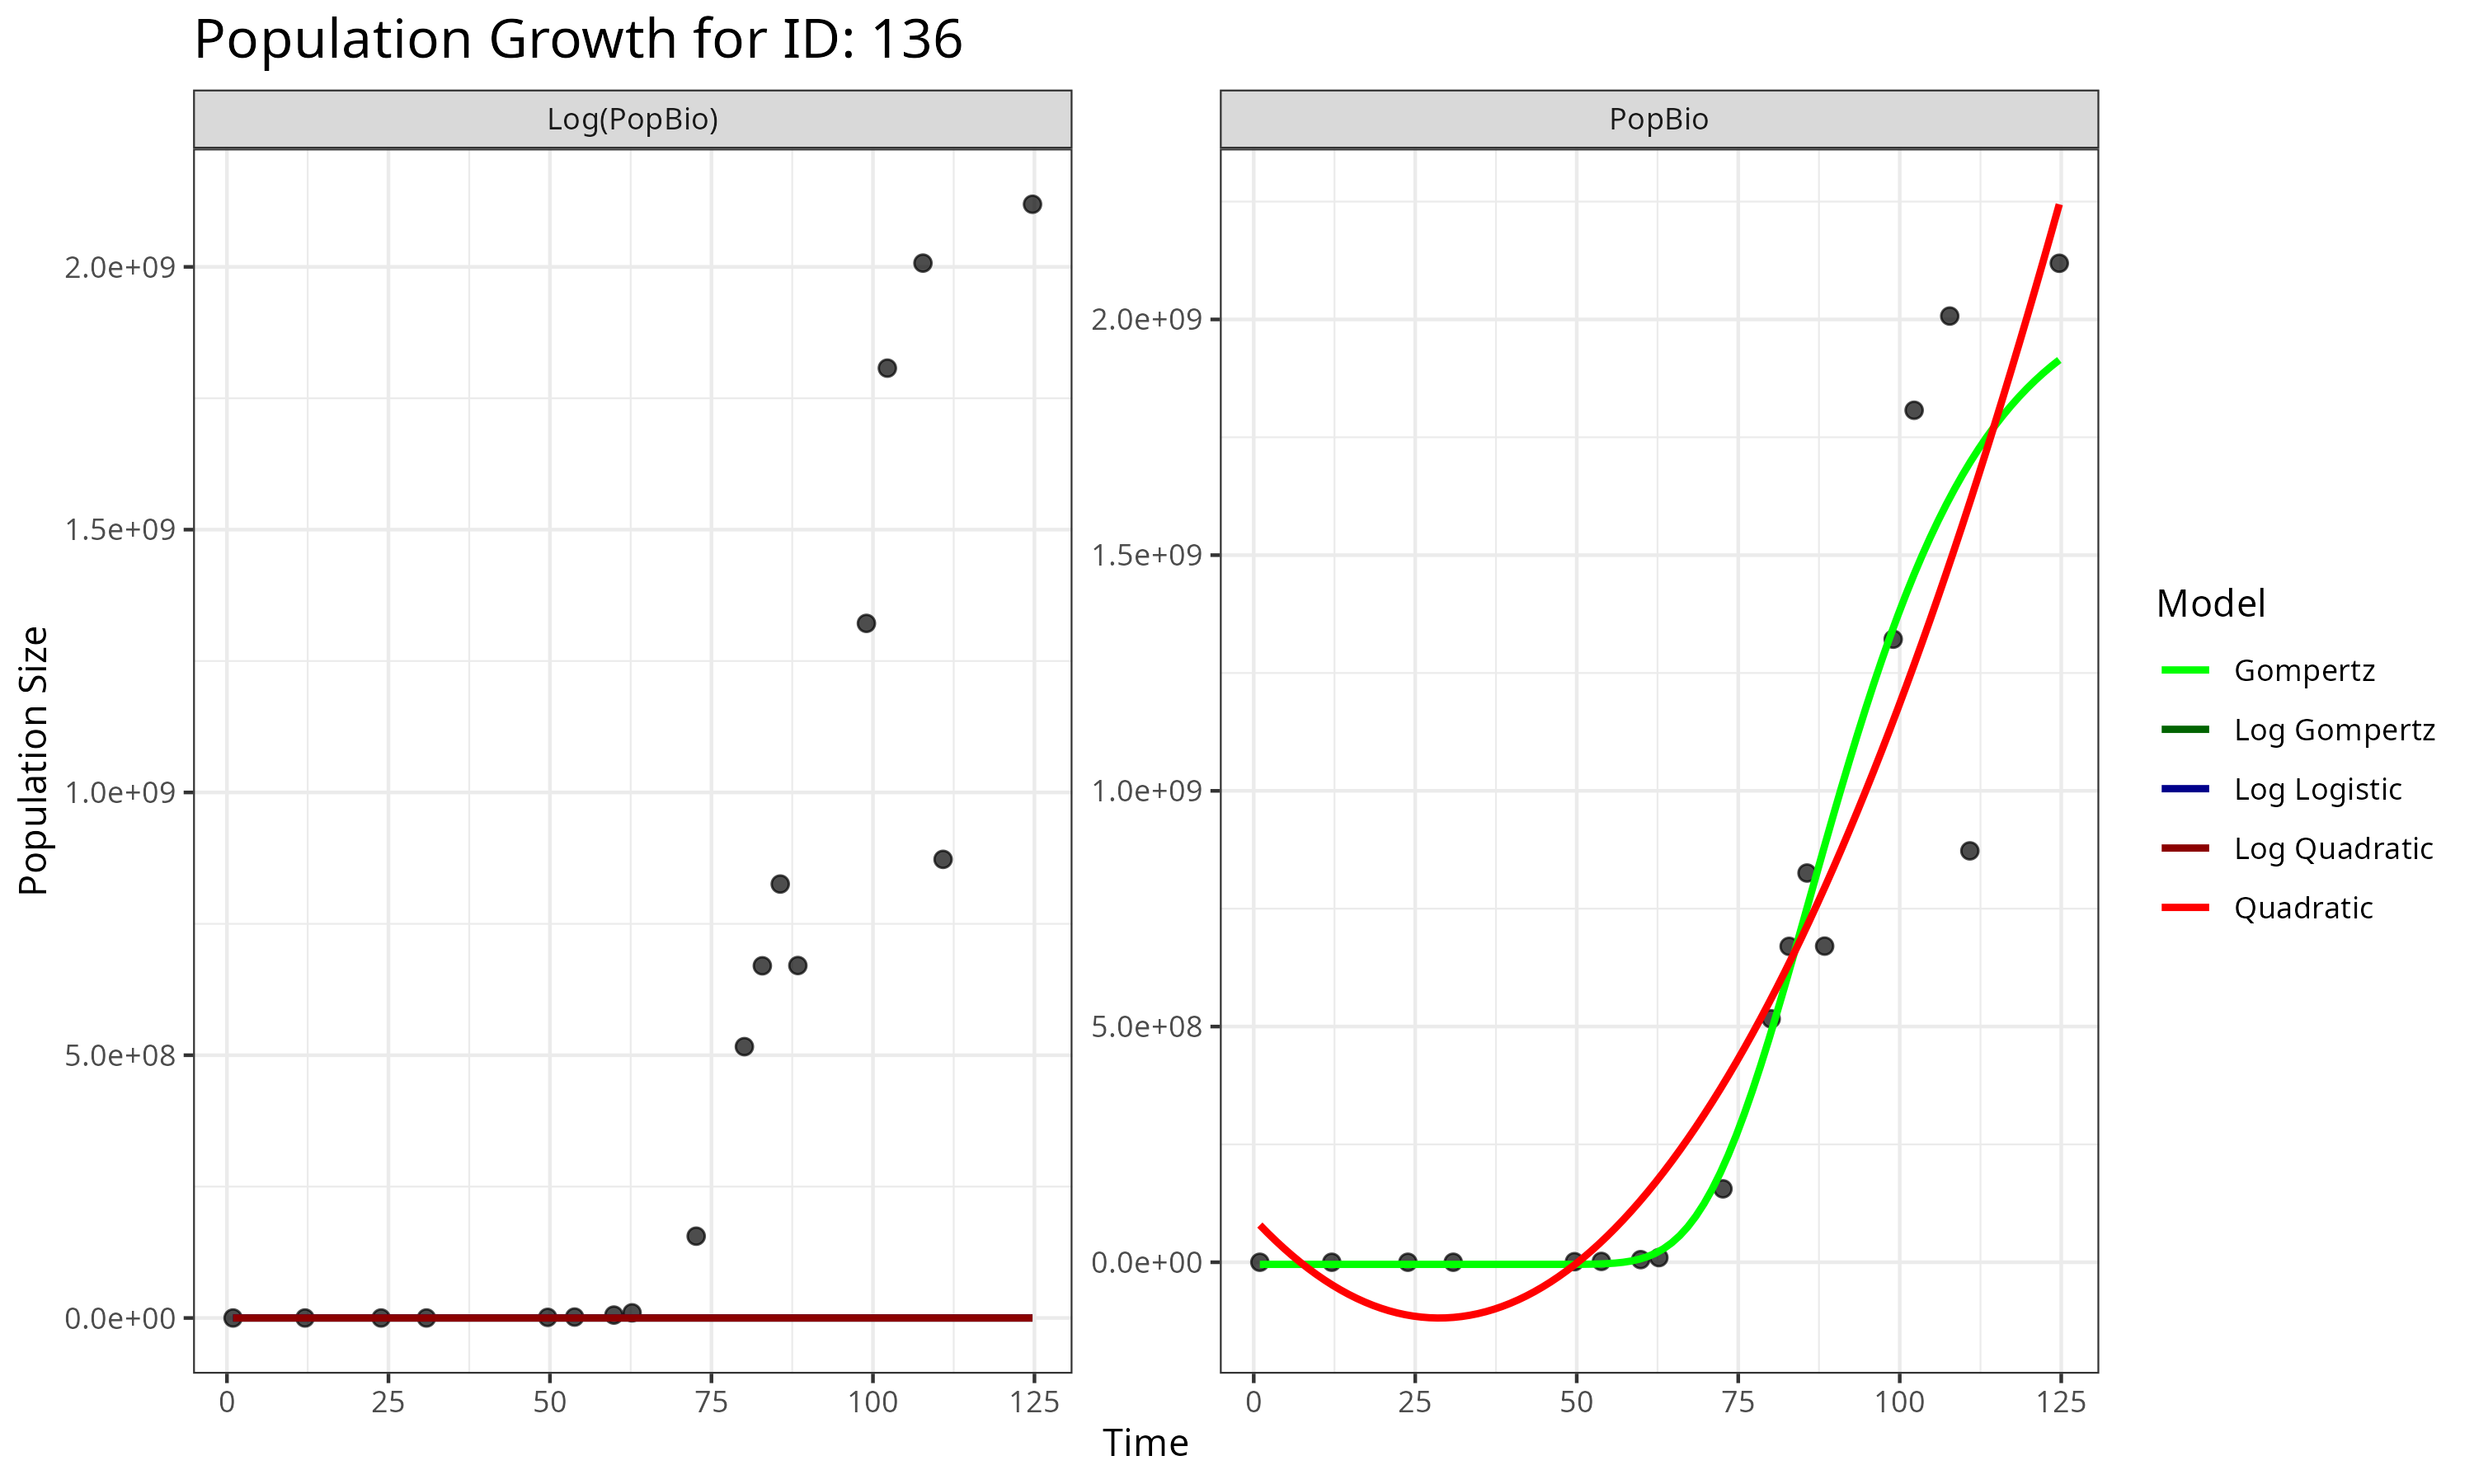 Population Growth for ID: 136
Log(PopBio)
PopBio
Population Size
2.0e+09
1.5e+09
1.0e+09
5.0e+08
0.0e+00
0 25 50 75 100 125
2.0e+09
1.5e+09
1.0e+09
5.0e+08
0.0e+00
0 25 50 75 100 125
Time
Model
Gompertz
Log Gompertz
Log Logistic
Log Quadratic
Quadratic